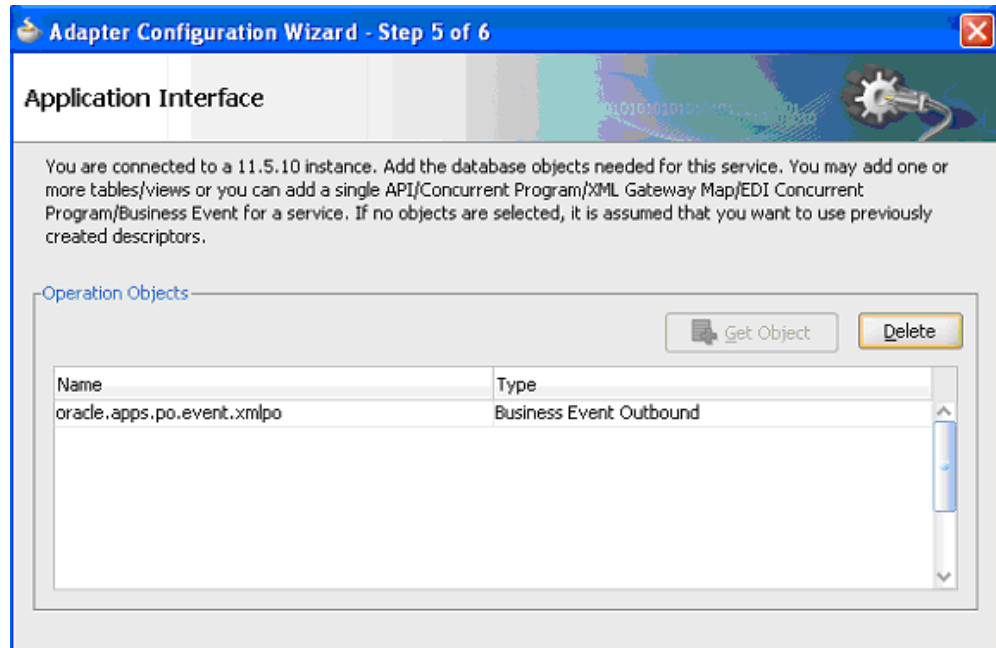 Adapter Configuration Wizard - Step 5 of 6
Application Interface
You are connected to a 11.5.10 instance. Add the database objects needed for this service. You may add one or
more tables/views or you can add a single API/Concurrent Program/XML Gateway Map/EDI Concurrent
Program/Business Event for a service. If no objects are selected, it is assumed that you want to use previously
created descriptors.
Operation Objects
Get Object Delete
Name Type
oracle.apps.po.event.xmlpo Business Event Outbound